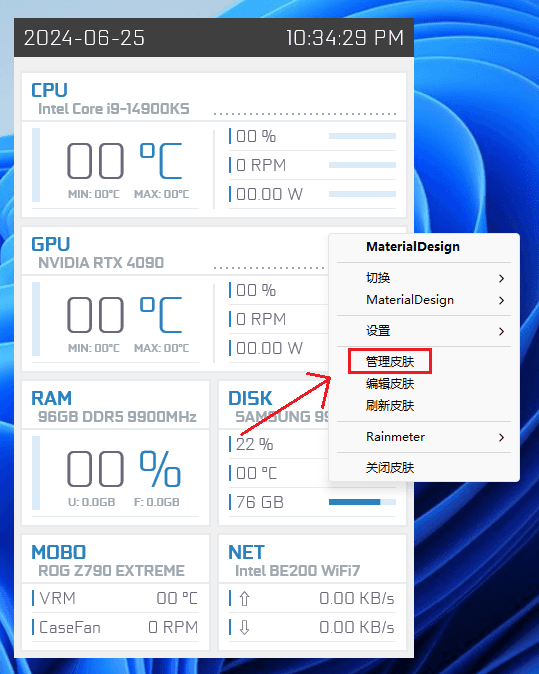 2024-06-25 10:34:29 PM
CPU
Intel Core i9-14900KS
00 °C
MIN: 00°C MAX: 00°C
00 %
0 RPM
00.00 W
GPU
NVIDIA RTX 4090
00 °C
MIN: 00°C MAX: 00°C
00 %
0 RPM
00.00 W
MaterialDesign
切换
MaterialDesign
设置
管理皮肤
编辑皮肤
刷新皮肤
Rainmeter
关闭皮肤
RAM
96GB DDR5 9900MHz
00 %
U: 0.0GB F: 0.0GB
DISK
SAMSUNG
22 %
00 °C
76 GB
MOBO
ROG Z790 EXTREME
VRM 00 °C
CaseFan 0 RPM
NET
Intel BE200 WiFi7
⇧ 0.00 KB/s
⇩ 0.00 KB/s